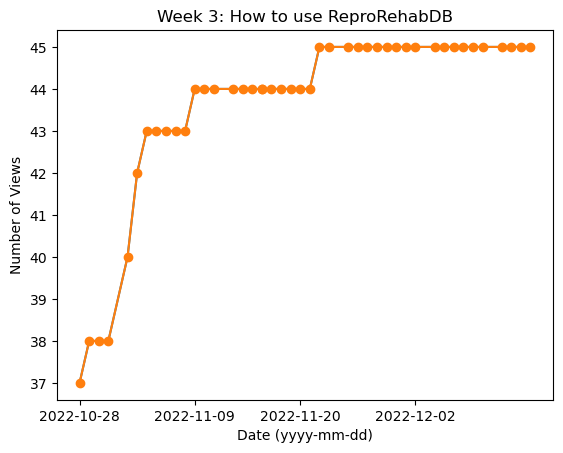 Week 3: How to use ReproRehabDB
45
44
43
42
41
40
39
38
37
Number of Views
2022-10-28 2022-11-09 2022-11-20 2022-12-02
Date (yyyy-mm-dd)